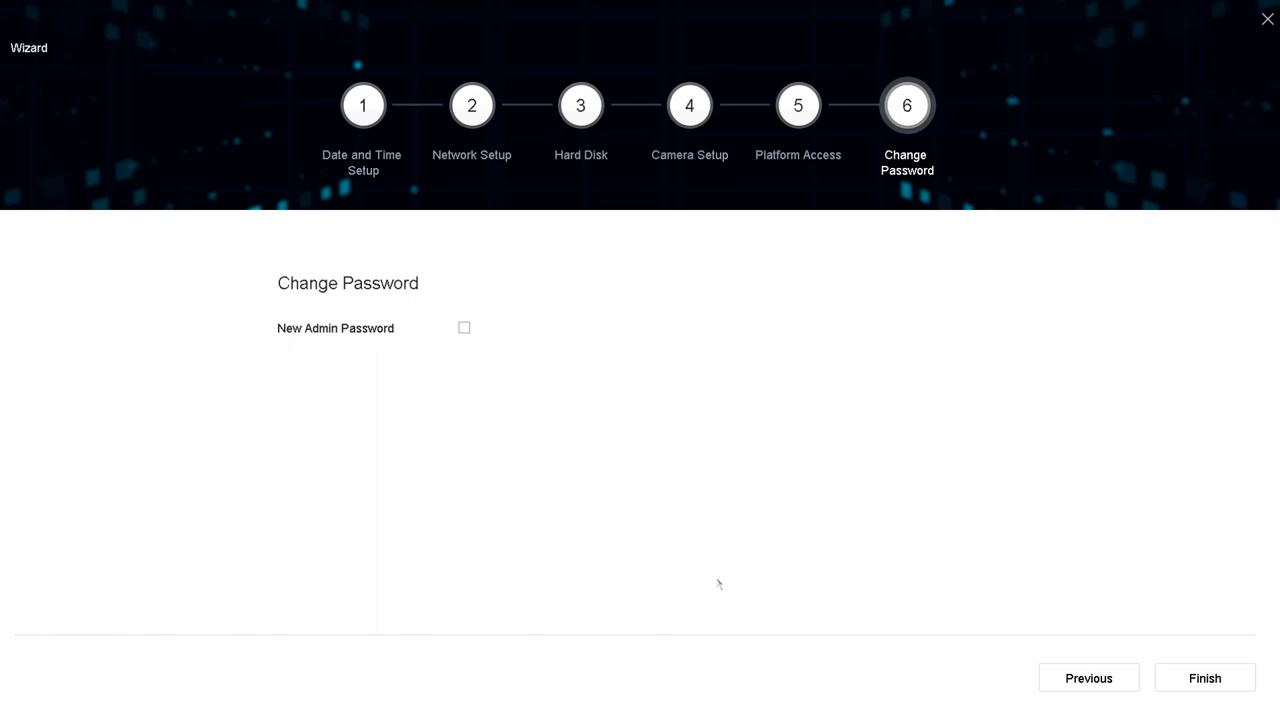 Wizard
1 2 3 4 5 6
Date and Time Network Setup Hard Disk Camera Setup Platform Access Change
Setup Password
Change Password
New Admin Password
Previous Finish